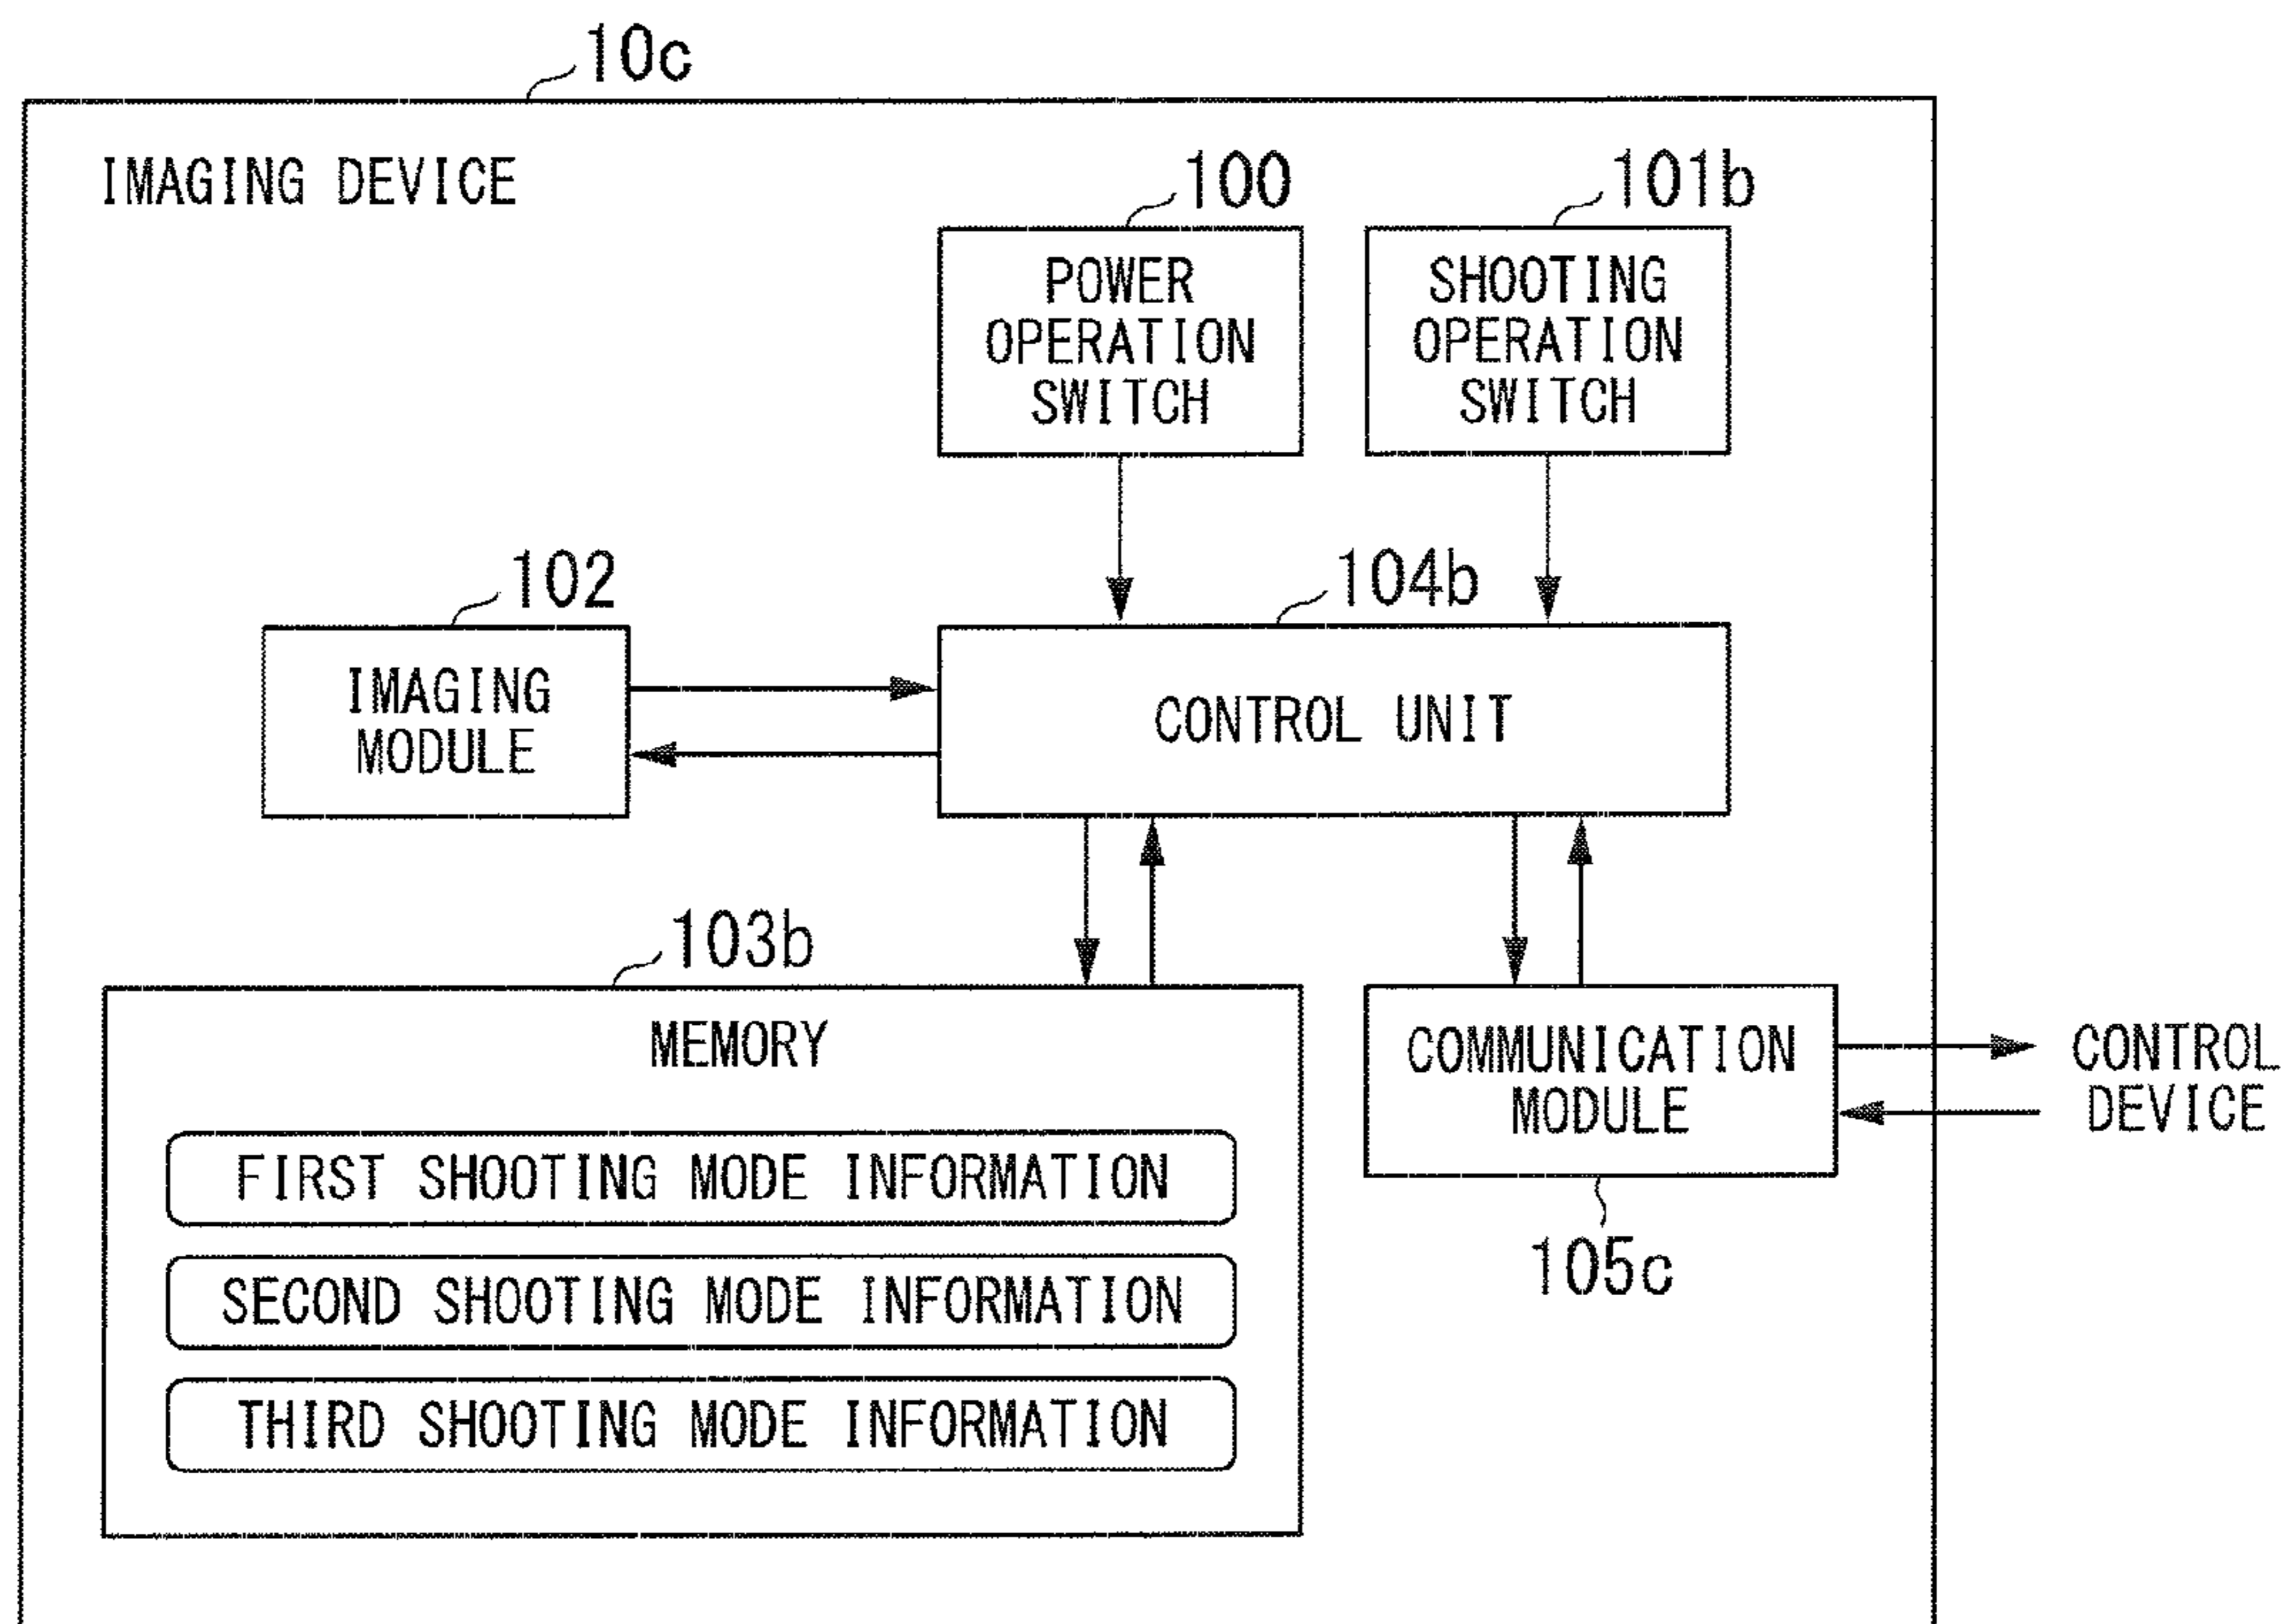 10c
IMAGING DEVICE
100
101b
POWER
OPERATION
SWITCH
SHOOTING
OPERATION
SWITCH
102
104b
IMAGING
MODULE
CONTROL UNIT
103b
MEMORY
FIRST SHOOTING MODE INFORMATION
SECOND SHOOTING MODE INFORMATION
THIRD SHOOTING MODE INFORMATION
COMMUNICATION
MODULE
105c
CONTROL
DEVICE